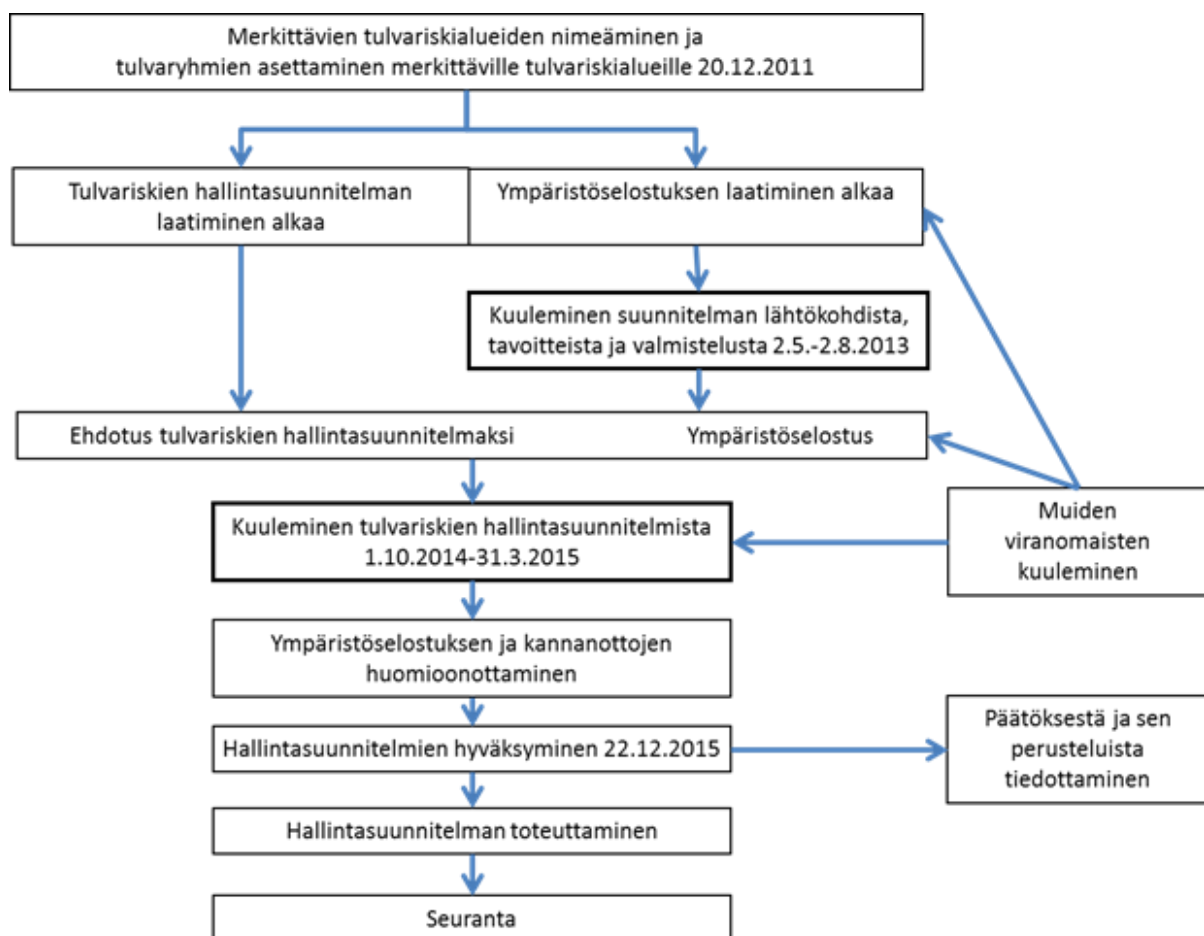 Merkittävien tulvariskialueiden nimeäminen ja
tulvaryhmien asettaminen merkittäville tulvariskialueille 20.12.2011
Tulvariskien hallintasuunnitelman
laatiminen alkaa
Ympäristöselostuksen laatiminen alkaa
Kuuleminen suunnitelman lähtökohdista,
tavoitteista ja valmistelusta 2.5.-2.8.2013
Ehdotus tulvariskien hallintasuunnitelmaksi
Ympäristöselostus
Kuuleminen tulvariskien hallintasuunnitelmista
1.10.2014-31.3.2015
Muiden
viranomaisten
kuuleminen
Ympäristöselostuksen ja kannanottojen
huomioonottaminen
Hallintasuunnitelmien hyväksyminen 22.12.2015
Päätöksestä ja sen
perusteluista
tiedottaminen
Hallintasuunnitelman toteuttaminen
Seuranta